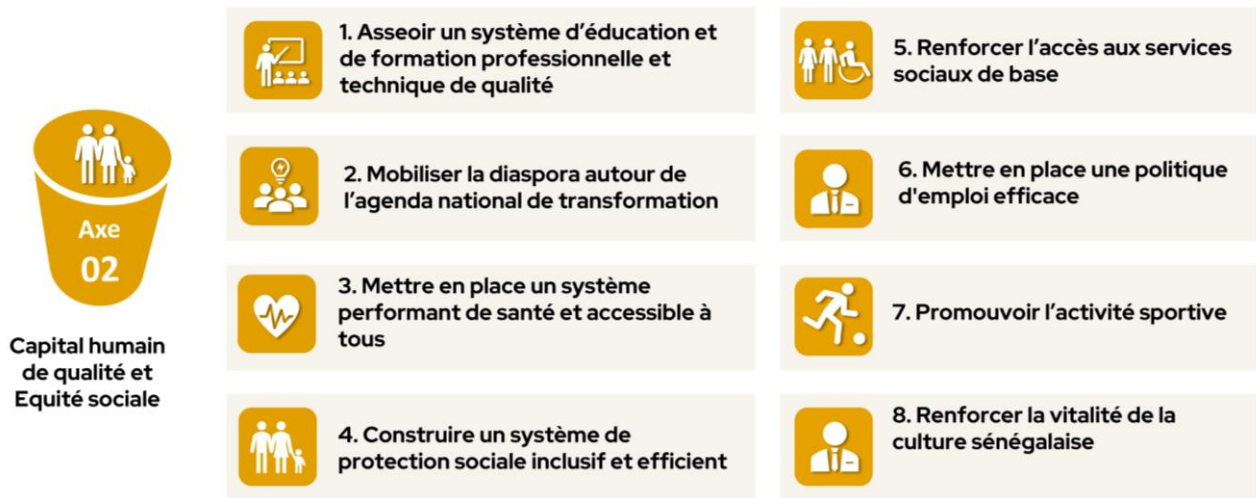 Axe
02
Capital humain
de qualité et
Equité sociale
1. Asseoir un système d’éducation et
de formation professionnelle et
technique de qualité
2. Mobiliser la diaspora autour de
l’agenda national de transformation
3. Mettre en place un système
performant de santé et accessible à
tous
4. Construire un système de
protection sociale inclusif et efficient
5. Renforcer l’accès aux services
sociaux de base
6. Mettre en place une politique
d'emploi efficace
7. Promouvoir l’activité sportive
8. Renforcer la vitalité de la
culture sénégalaise